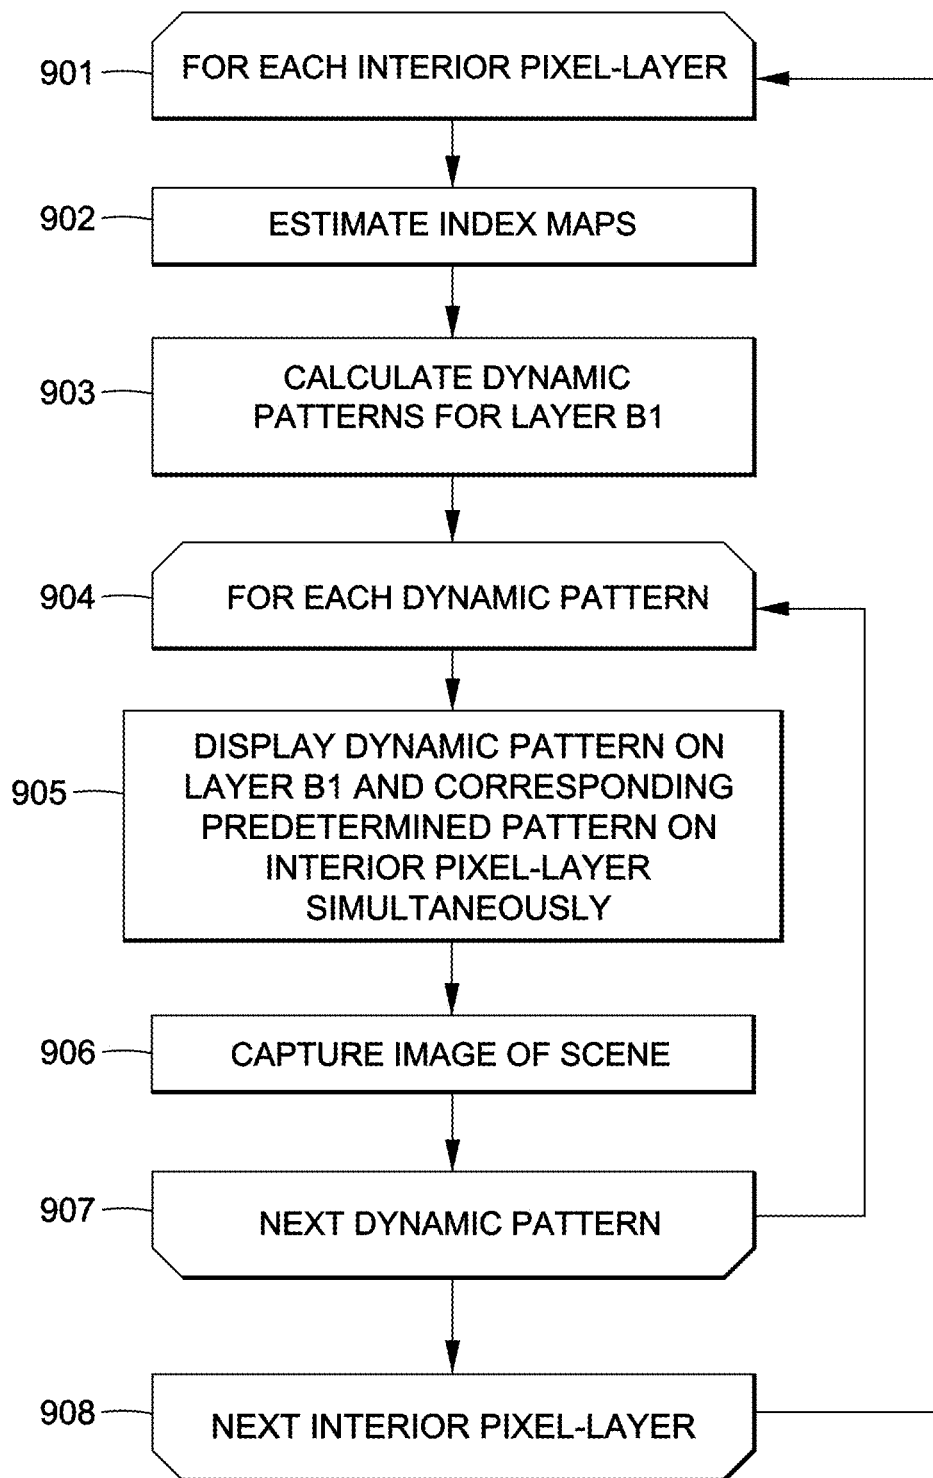 901
FOR EACH INTERIOR PIXEL-LAYER
902
ESTIMATE INDEX MAPS
903
CALCULATE DYNAMIC
PATTERNS FOR LAYER B1
904
FOR EACH DYNAMIC PATTERN
905
DISPLAY DYNAMIC PATTERN ON
LAYER B1 AND CORRESPONDING
PREDETERMINED PATTERN ON
INTERIOR PIXEL-LAYER
SIMULTANEOUSLY
906
CAPTURE IMAGE OF SCENE
907
NEXT DYNAMIC PATTERN
908
NEXT INTERIOR PIXEL-LAYER